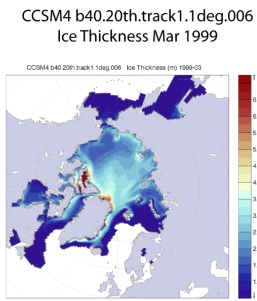 CCSM4 b40.20th.track1.1deg.006
Ice Thickness Mar 1999
CCSM4 b40.20th.track1.1deg.006 Ice Thickness (m) 1999-03